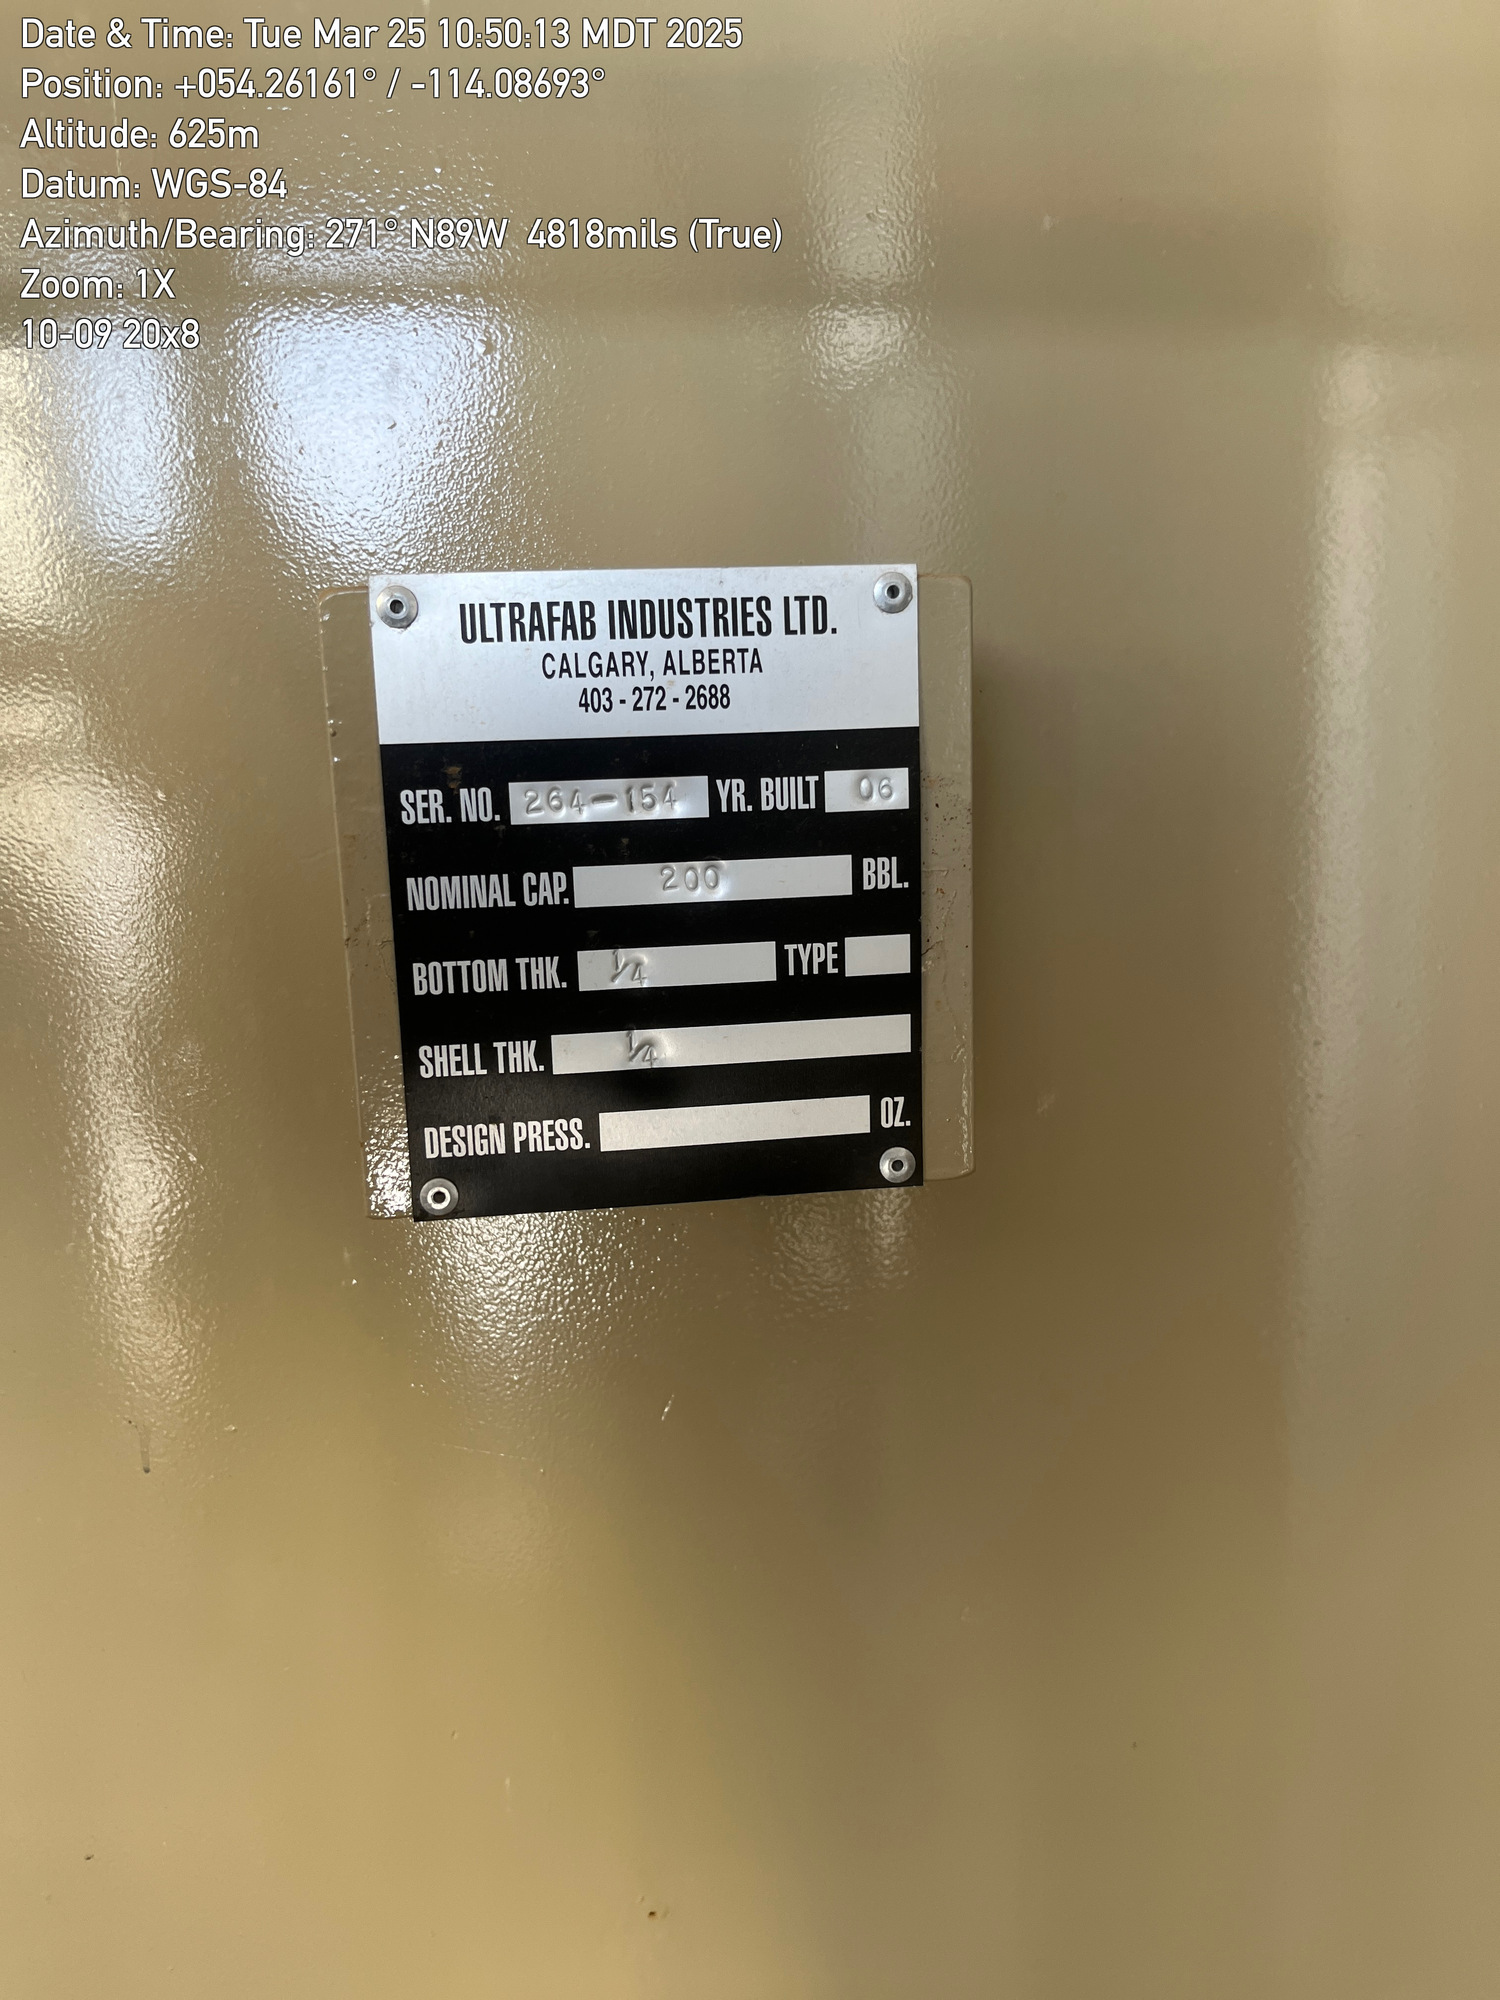 Date & Time: Tue Mar 25 10:50:13 MDT 2025
Position: +054.26161° / -114.08693°
Altitude: 625m
Datum: WGS-84
Azimuth/Bearing: 271° N89W 4818mils (True)
Zoom: 1X
10-09 20x8
ULTRAFAB INDUSTRIES LTD.
CALGARY, ALBERTA
403 - 272 - 2688
SER. NO. 264-154 YR. BUILT 06
NOMINAL CAP. 200 BBL.
BOTTOM THK. 1/4 TYPE
SHELL THK. 1/4
DESIGN PRESS. OZ.